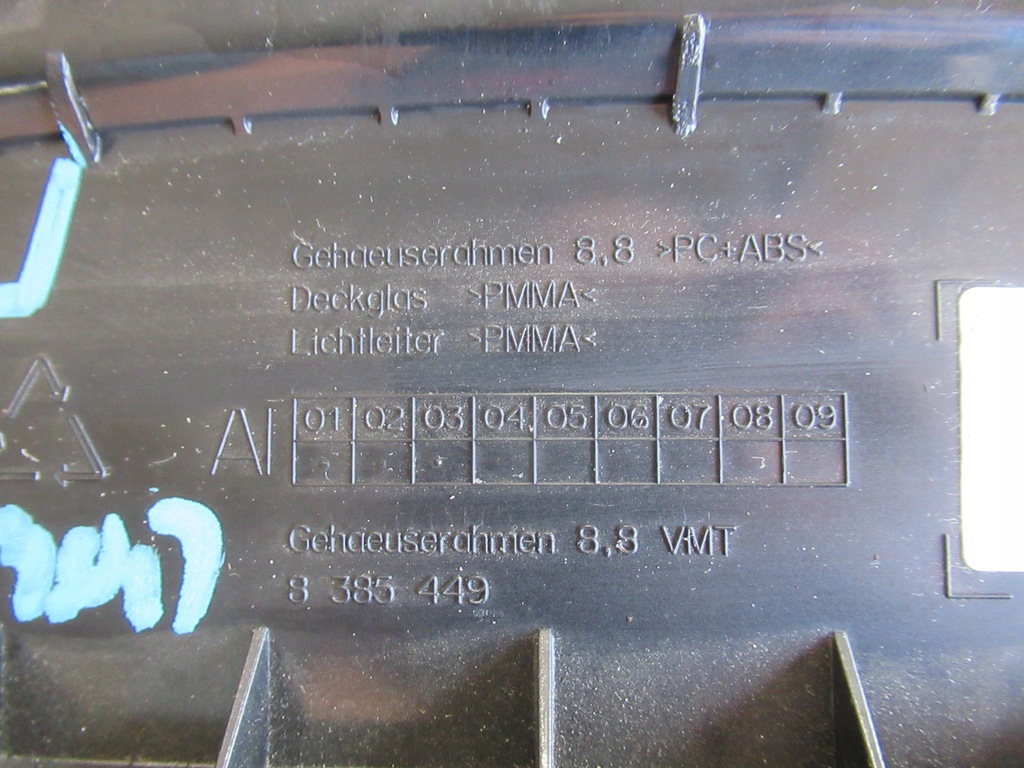 Gehaeuserahmen 8,8 >PC+ABS<
Deckglas >PMMA<
Lichtleiter >PMMA<
AI 01 02 03 04 05 06 07 08 09
Gehaeuserahmen 8,8 VMT
8 385 449